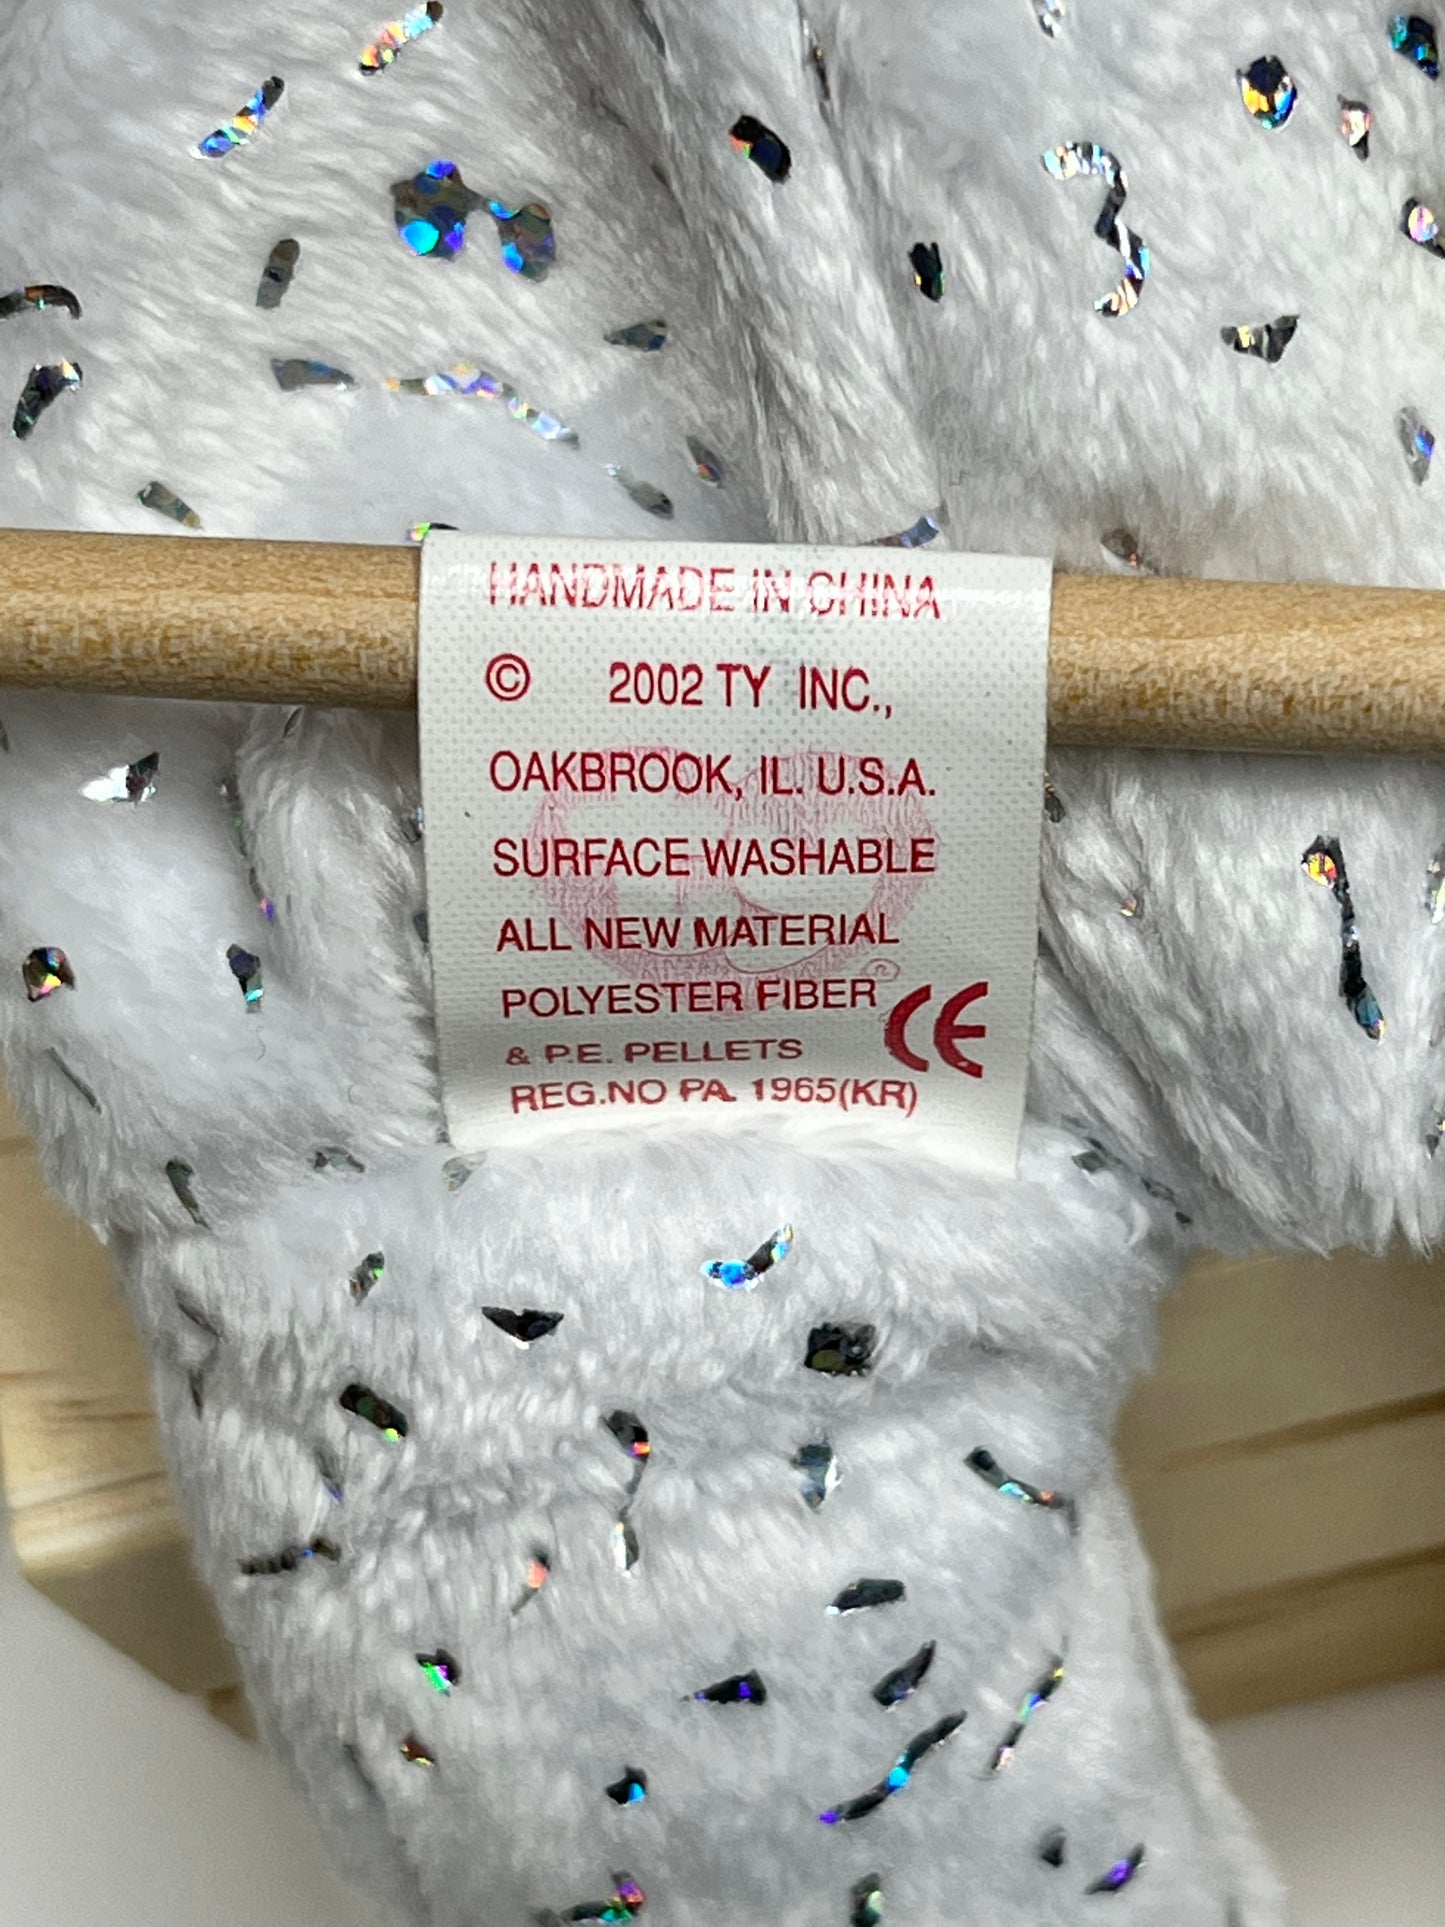 HANDMADE IN CHINA
© 2002 TY INC.,
OAKBROOK, IL. U.S.A.
SURFACE WASHABLE
ALL NEW MATERIAL
POLYESTER FIBER
& P.E. PELLETS CE
REG.NO PA. 1965(KR)